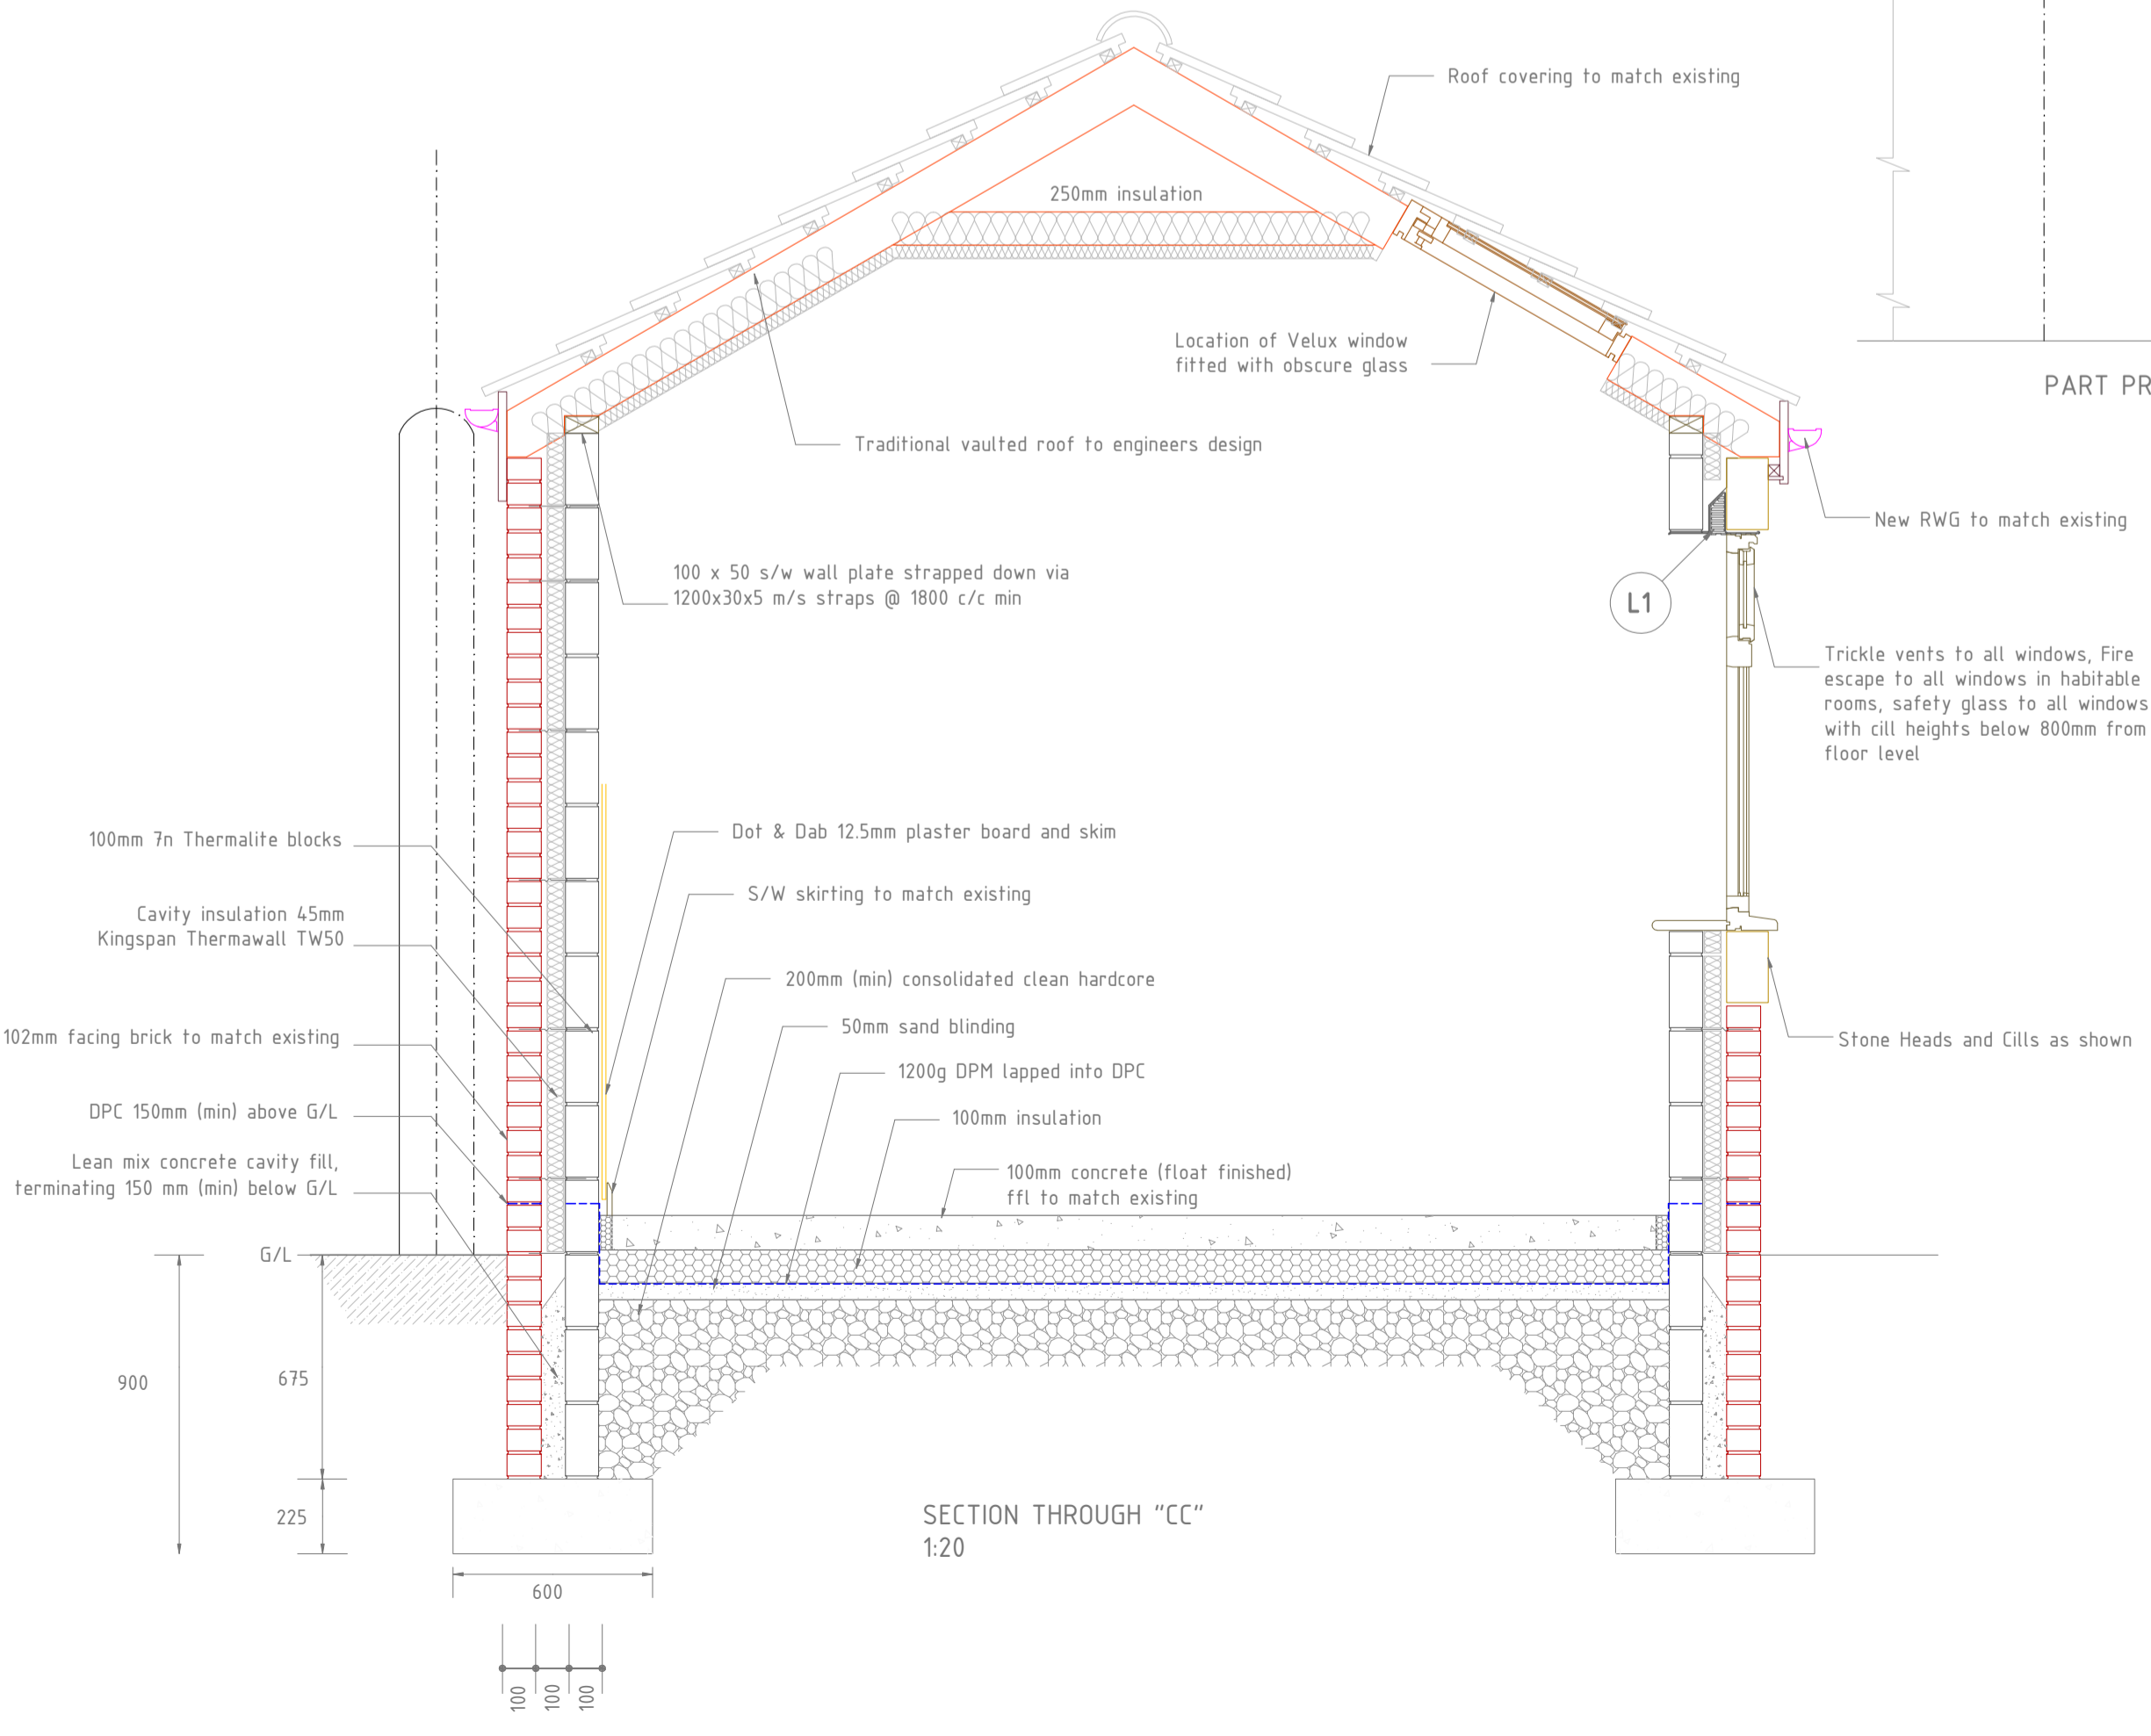 Roof covering to match existing
250mm insulation
Location of Velux window
fitted with obscure glass
PART PR
Traditional vaulted roof to engineers design
New RWG to match existing
100 x 50 s/w wall plate strapped down via
1200x30x5 m/s straps @ 1800 c/c min
L1
Trickle vents to all windows, Fire
escape to all windows in habitable
rooms, safety glass to all windows
with cill heights below 800mm from
floor level
100mm 7n Thermalite blocks
Dot & Dab 12.5mm plaster board and skim
S/W skirting to match existing
Cavity insulation 45mm
Kingspan Thermawall TW50
200mm (min) consolidated clean hardcore
50mm sand blinding
102mm facing brick to match existing
Stone Heads and Cills as shown
1200g DPM lapped into DPC
DPC 150mm (min) above G/L
100mm insulation
Lean mix concrete cavity fill,
terminating 150 mm (min) below G/L
100mm concrete (float finished)
ffl to match existing
G/L
900
675
225
SECTION THROUGH "CC"
1:20
600
100
100
100